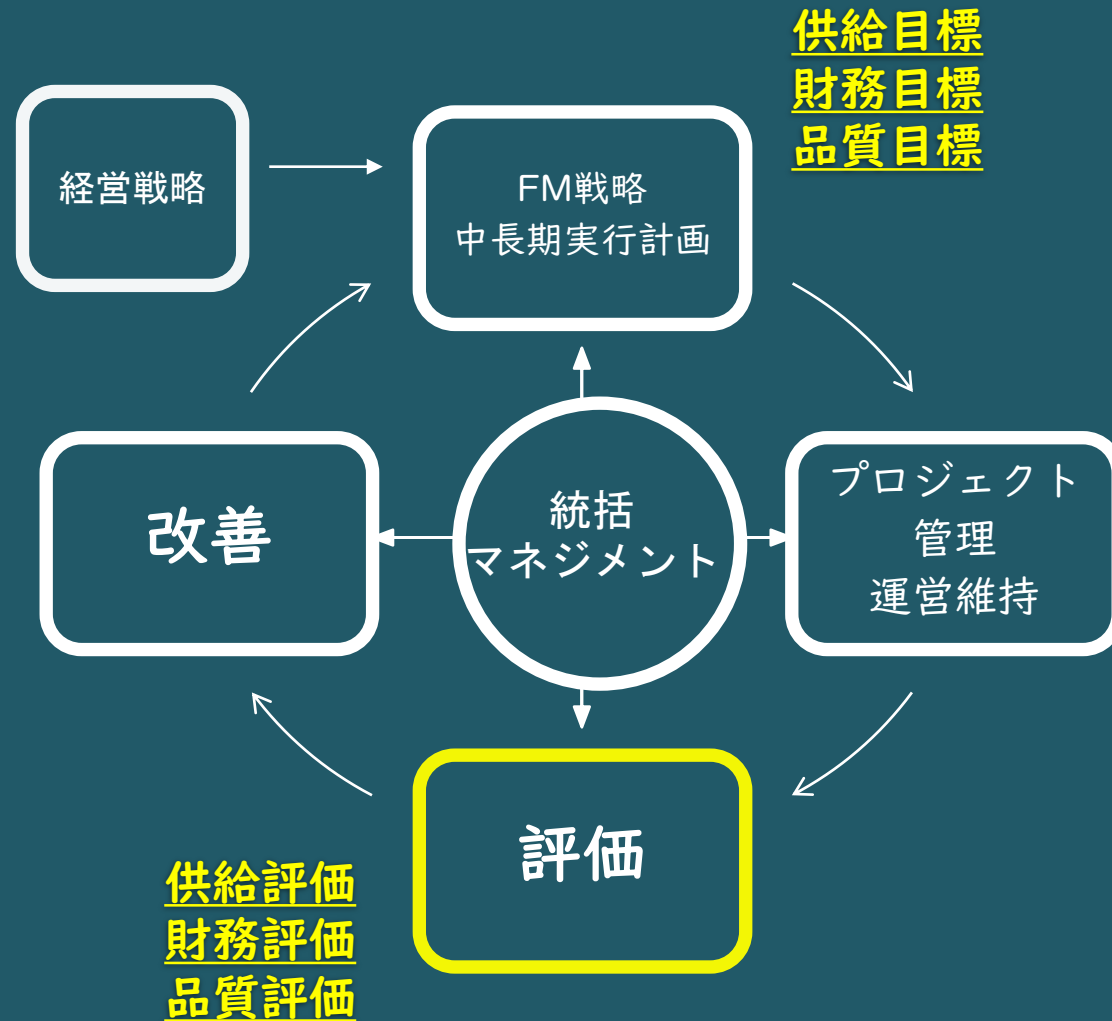 供給目標
財務目標
品質目標
経営戦略
FM戦略
中長期実行計画
改善
統括
マネジメント
プロジェクト
管理
運営維持
評価
供給評価
財務評価
品質評価